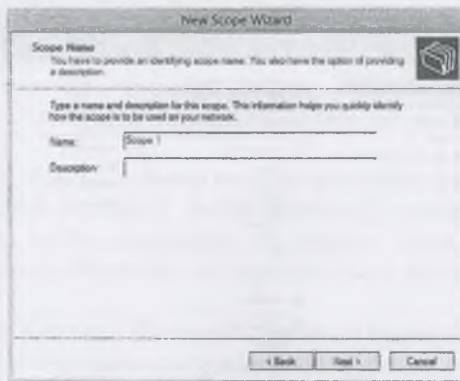 New Scope Wizard
Scope Name
You have to provide an identifying scope name. You also have the option of providing
a description.
Type a name and description for this scope. This information helps you quickly identify
how the scope is to be used on your network.
Name: Scope 1
Description:
< Back Next > Cancel